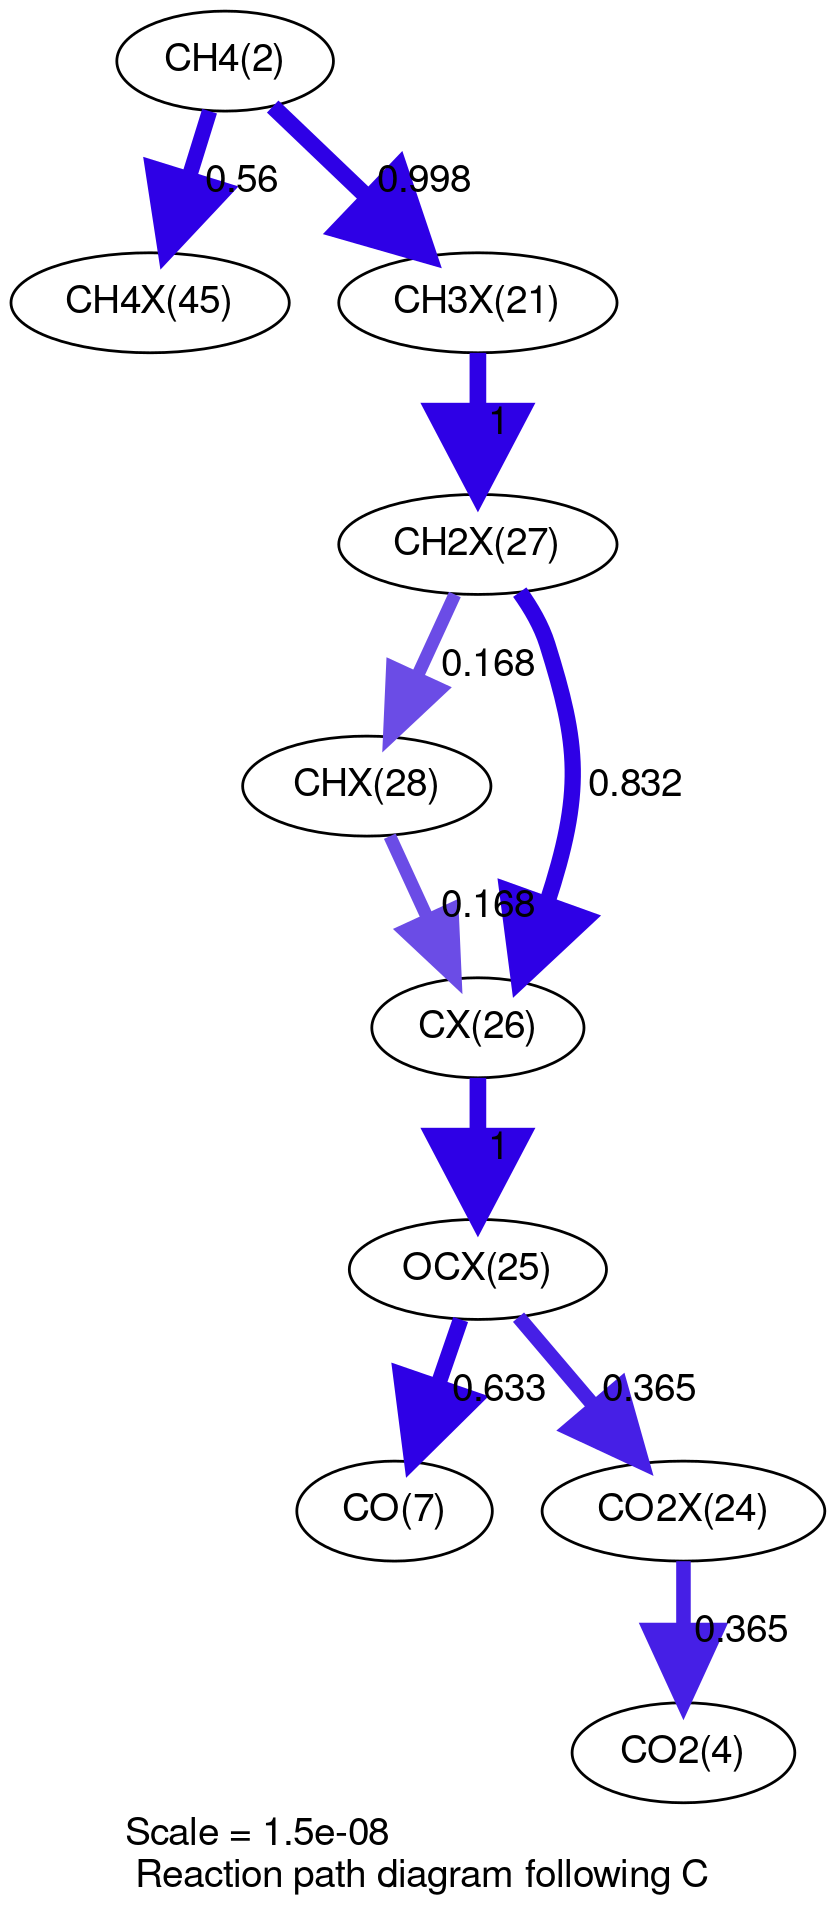 CH4(2)
0.56
0.998
CH4X(45)
CH3X(21)
1
CH2X(27)
0.168
0.832
CHX(28)
0.168
CX(26)
1
OCX(25)
0.633
0.365
CO(7)
CO2X(24)
0.365
CO2(4)
Scale = 1.5e-08
Reaction path diagram following C